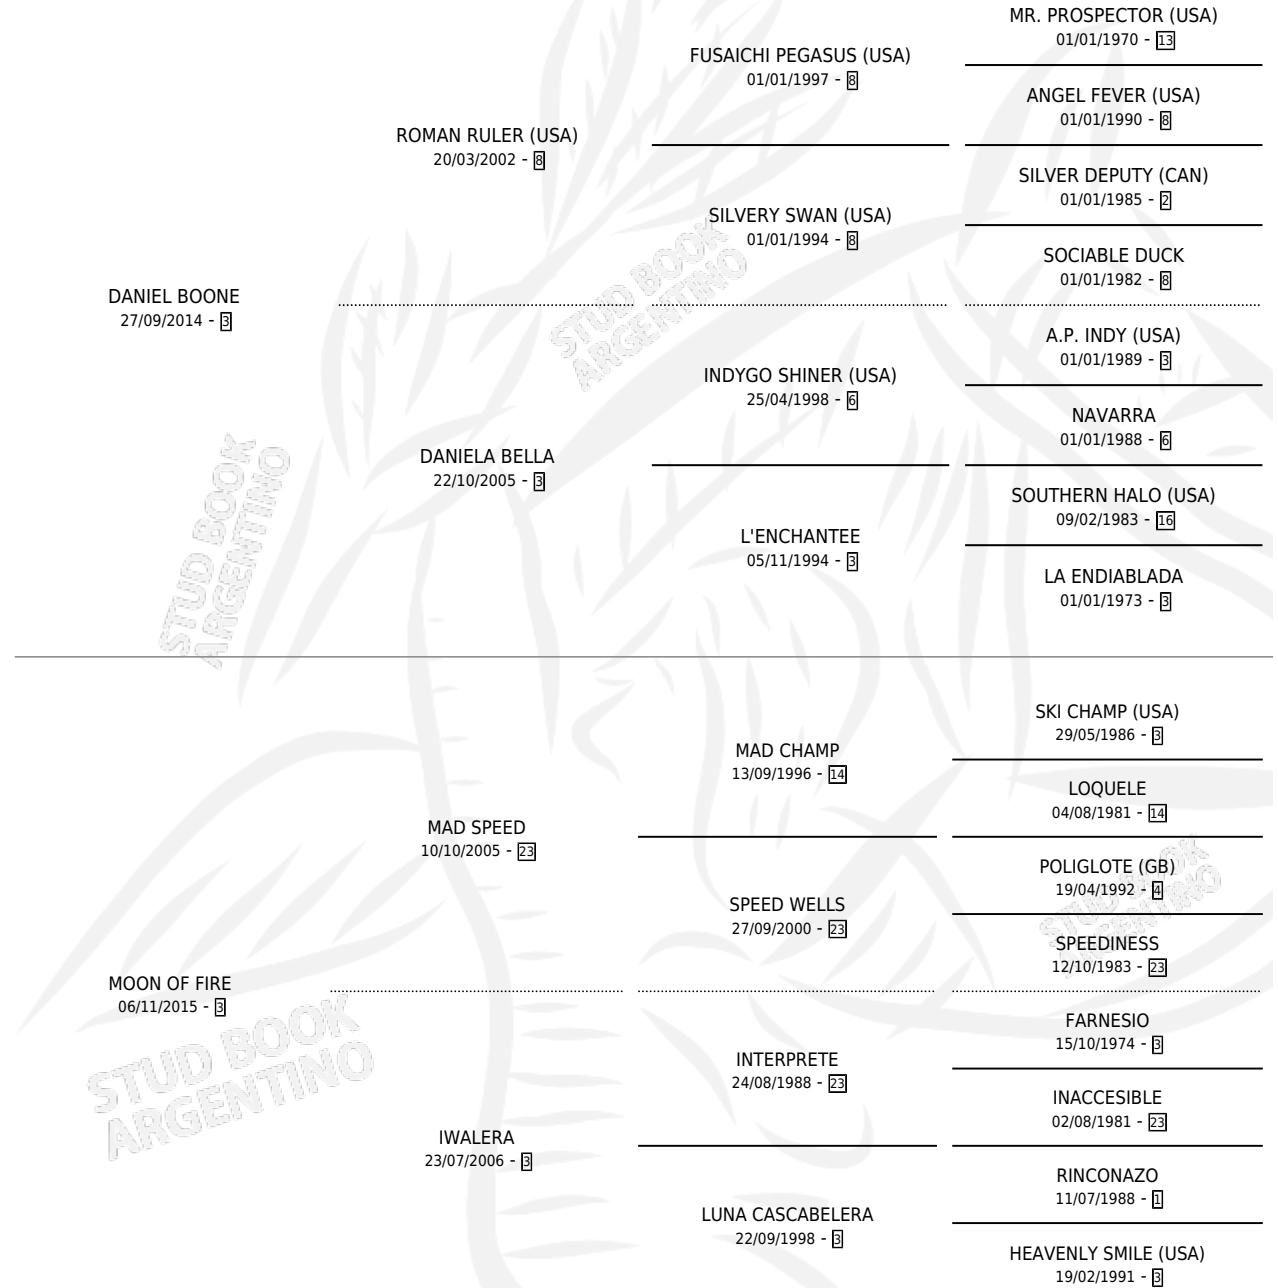 MR. PROSPECTOR (USA)
01/01/1970 - 13
FUSAICHI PEGASUS (USA)
01/01/1997 - 8
ANGEL FEVER (USA)
01/01/1990 - 8
ROMAN RULER (USA)
20/03/2002 - 8
SILVER DEPUTY (CAN)
01/01/1985 - 2
SILVERY SWAN (USA)
01/01/1994 - 8
SOCIABLE DUCK
01/01/1982 - 8
DANIEL BOONE
27/09/2014 - 3
A.P. INDY (USA)
01/01/1989 - 3
INDYGO SHINER (USA)
25/04/1998 - 6
NAVARRA
01/01/1988 - 6
DANIELA BELLA
22/10/2005 - 3
SOUTHERN HALO (USA)
09/02/1983 - 16
L'ENCHANTEE
05/11/1994 - 3
LA ENDIABLADA
01/01/1973 - 3
SKI CHAMP (USA)
29/05/1986 - 3
MAD CHAMP
13/09/1996 - 14
LOQUELE
04/08/1981 - 14
MAD SPEED
10/10/2005 - 23
POLIGLOTE (GB)
19/04/1992 - 4
SPEED WELLS
27/09/2000 - 23
SPEEDINESS
12/10/1983 - 23
MOON OF FIRE
06/11/2015 - 3
FARNESIO
15/10/1974 - 3
INTERPRETE
24/08/1988 - 23
INACCESIBLE
02/08/1981 - 23
IWALERA
23/07/2006 - 3
RINCONAZO
11/07/1988 - 1
LUNA CASCABELERA
22/09/1998 - 3
HEAVENLY SMILE (USA)
19/02/1991 - 3
STUD BOOK
ARGENTINO
STUD BOOK
ARGENTINO
STUD BOOK
ARGENTINO
STUD BOOK
ARGENTINO